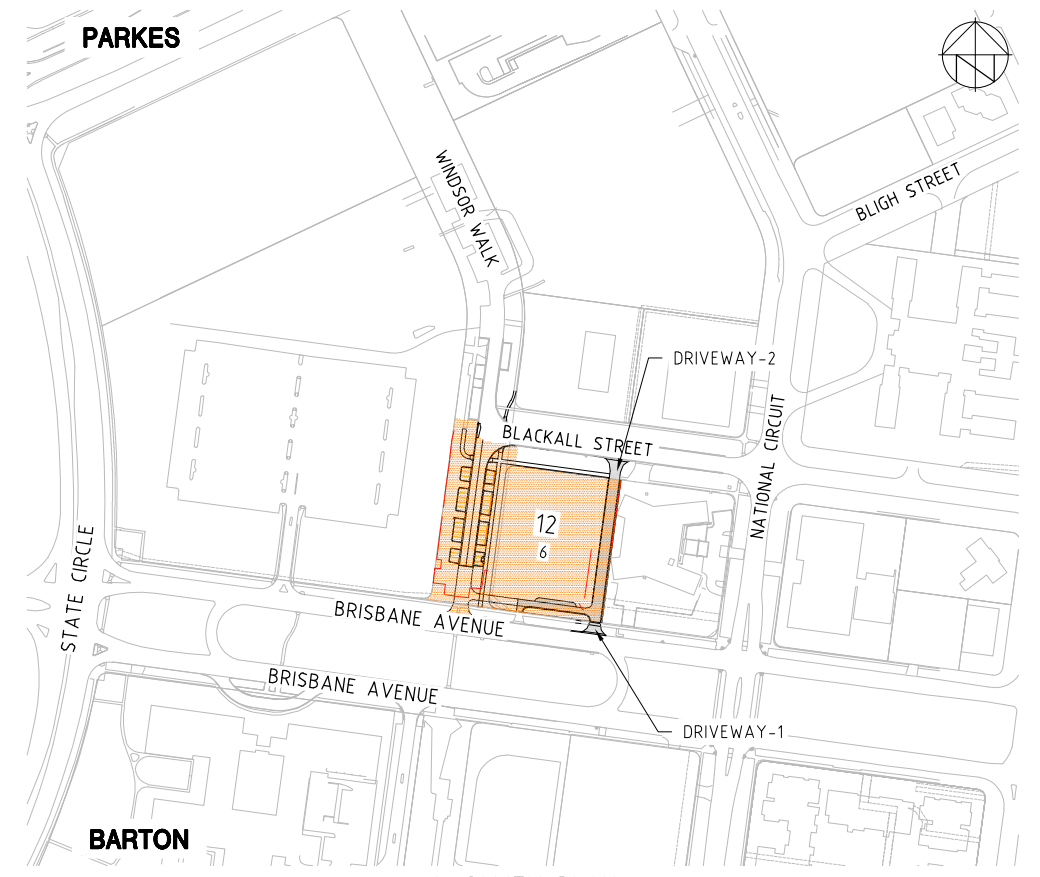 PARKES
N
WINDSOR WALK
BLIGH STREET
DRIVEWAY-2
BLACKALL STREET
NATIONAL CIRCUIT
12
6
STATE CIRCLE
BRISBANE AVENUE
BRISBANE AVENUE
DRIVEWAY-1
BARTON